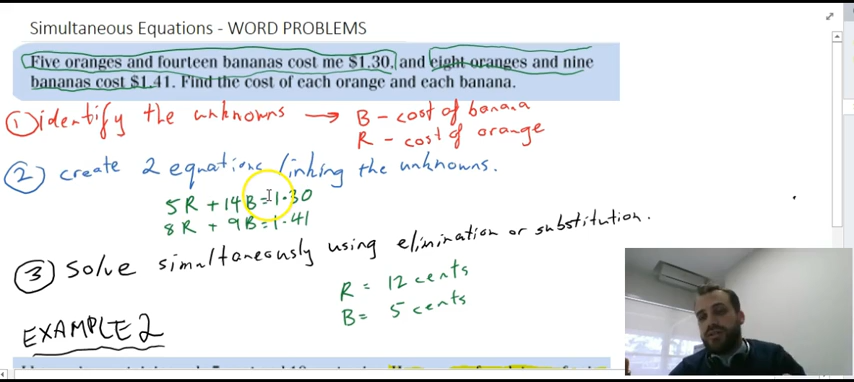 Simultaneous Equations - WORD PROBLEMS
Five oranges and fourteen bananas cost me $1.30, and eight oranges and nine
bananas cost $1.41. Find the cost of each orange and each banana.
① identify the unknowns → B - cost of banana
R - cost of orange
② create 2 equations linking the unknowns.
5R + 14B = 1.30
8R + 9B = 1.41
③ Solve simultaneously using elimination or substitution.
R = 12 cents
B = 5 cents
EXAMPLE 2